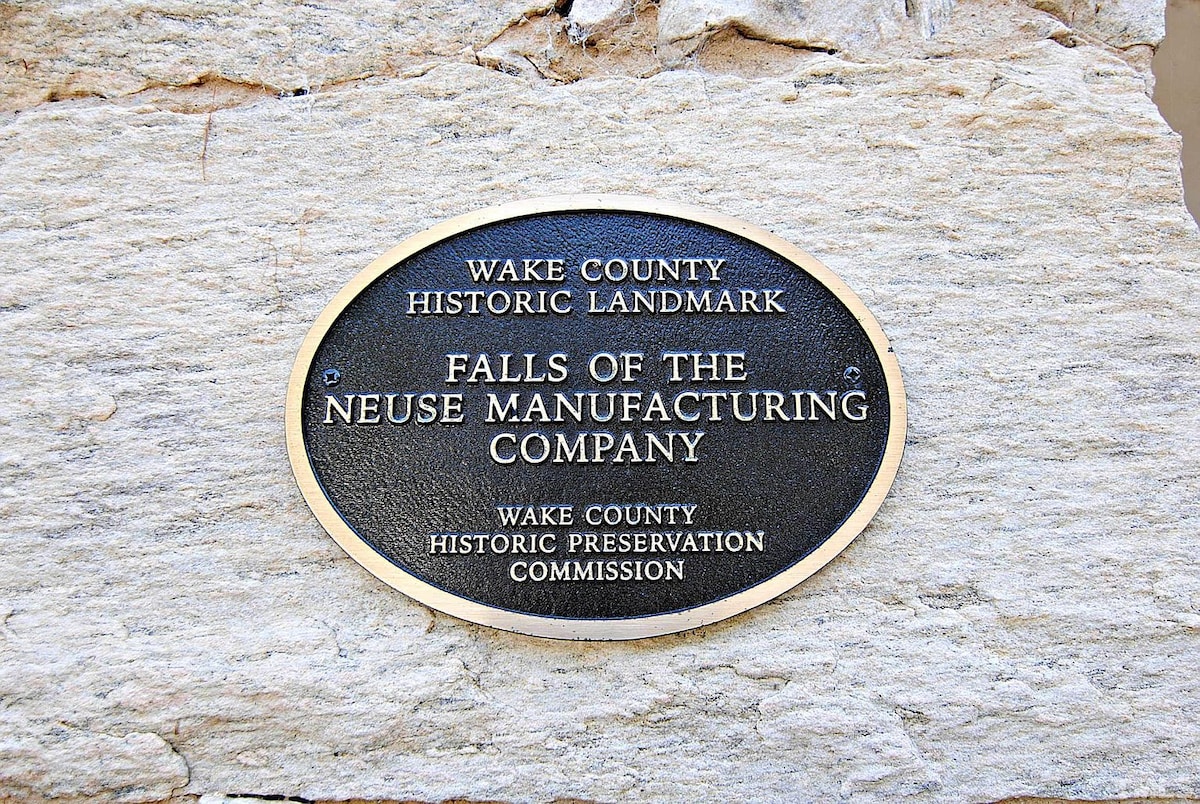 WAKE COUNTY
HISTORIC LANDMARK
FALLS OF THE
NEUSE MANUFACTURING
COMPANY
WAKE COUNTY
HISTORIC PRESERVATION
COMMISSION